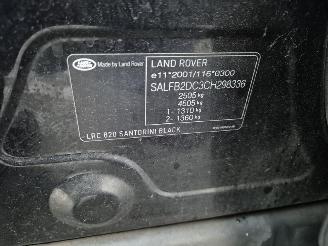 LAND ROVER
Made by Land Rover
LAND ROVER
e11*2001/116*0300
SALFB2DC3CH298336
2505 kg
4505 kg
1- 1310 kg
2- 1360 kg
LRC 820 SANTORINI BLACK